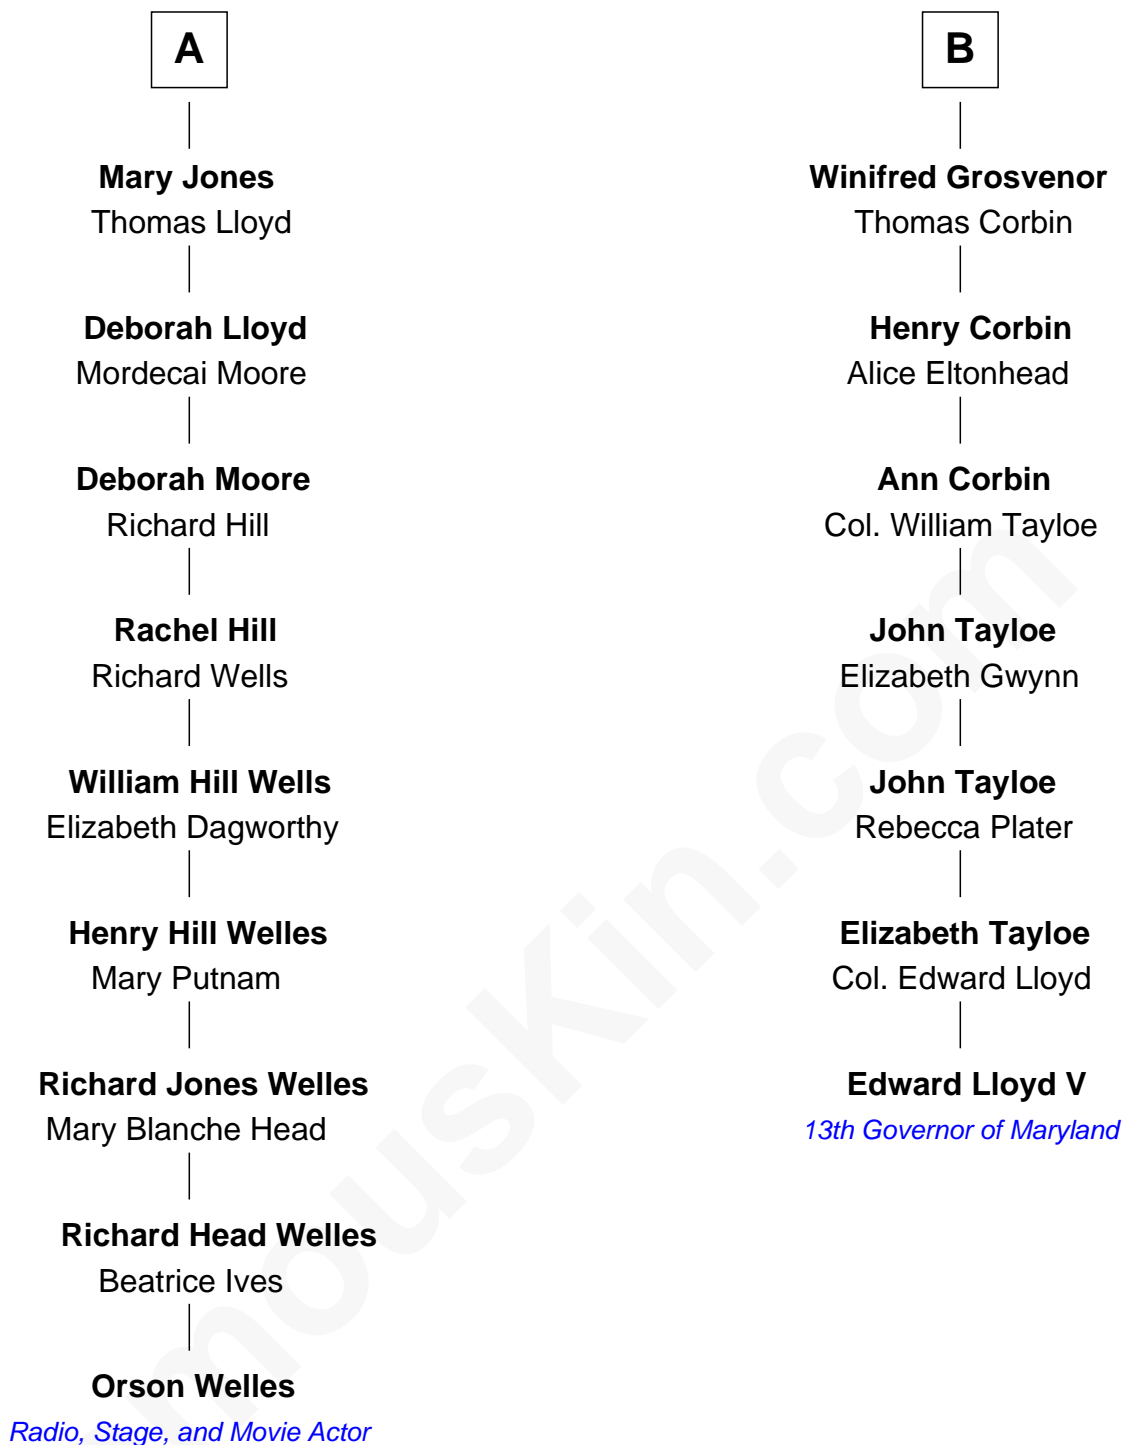 A
Mary Jones
Thomas Lloyd
Deborah Lloyd
Mordecai Moore
Deborah Moore
Richard Hill
Rachel Hill
Richard Wells
William Hill Wells
Elizabeth Dagworthy
Henry Hill Welles
Mary Putnam
Richard Jones Welles
Mary Blanche Head
Richard Head Welles
Beatrice Ives
Orson Welles
Radio, Stage, and Movie Actor
B
Winifred Grosvenor
Thomas Corbin
Henry Corbin
Alice Eltonhead
Ann Corbin
Col. William Tayloe
John Tayloe
Elizabeth Gwynn
John Tayloe
Rebecca Plater
Elizabeth Tayloe
Col. Edward Lloyd
Edward Lloyd V
13th Governor of Maryland
mousKin.com